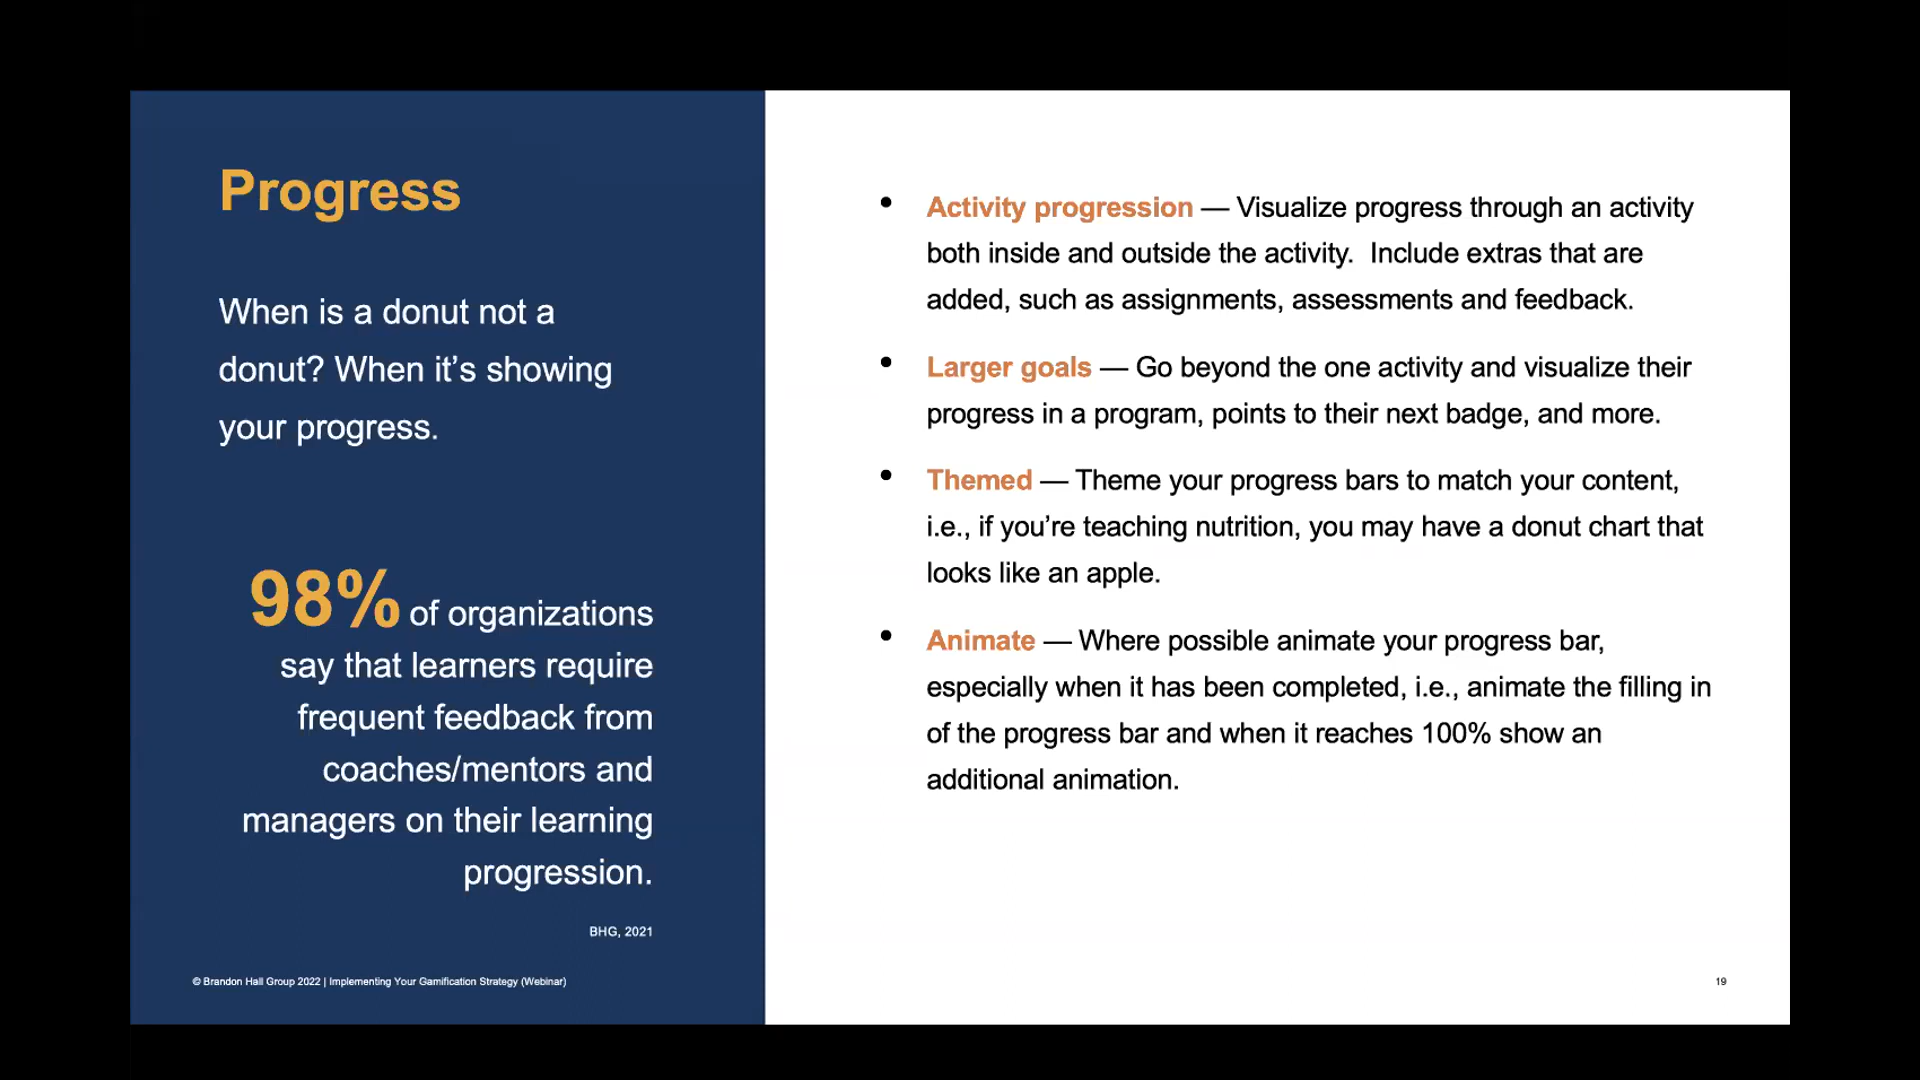 Progress
When is a donut not a
donut? When it’s showing
your progress.
98% of organizations
say that learners require
frequent feedback from
coaches/mentors and
managers on their learning
progression.
BHG, 2021
© Brandon Hall Group 2022 | Implementing Your Gamification Strategy (Webinar)
• Activity progression — Visualize progress through an activity
both inside and outside the activity.  Include extras that are
added, such as assignments, assessments and feedback.
• Larger goals — Go beyond the one activity and visualize their
progress in a program, points to their next badge, and more.
• Themed — Theme your progress bars to match your content,
i.e., if you’re teaching nutrition, you may have a donut chart that
looks like an apple.
• Animate — Where possible animate your progress bar,
especially when it has been completed, i.e., animate the filling in
of the progress bar and when it reaches 100% show an
additional animation.
19